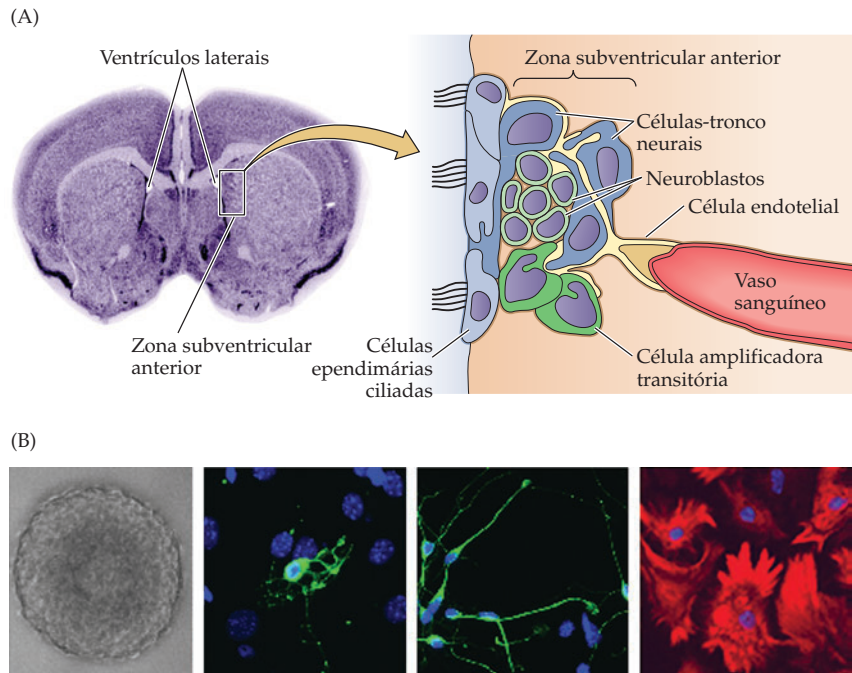 (A)
Ventrículos laterais
Zona subventricular anterior
Células-tronco
neurais
Neuroblastos
Célula endotelial
Vaso
sanguíneo
Zona subventricular
anterior
Células
ependimárias
ciliadas
Célula amplificadora
transitória
(B)